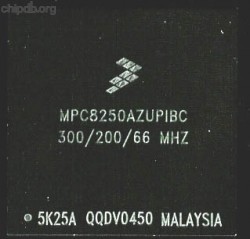 chipdb.org
MPC8250AZUPIBC
300/200/66 MHZ
5K25A QQDV0450 MALAYSIA